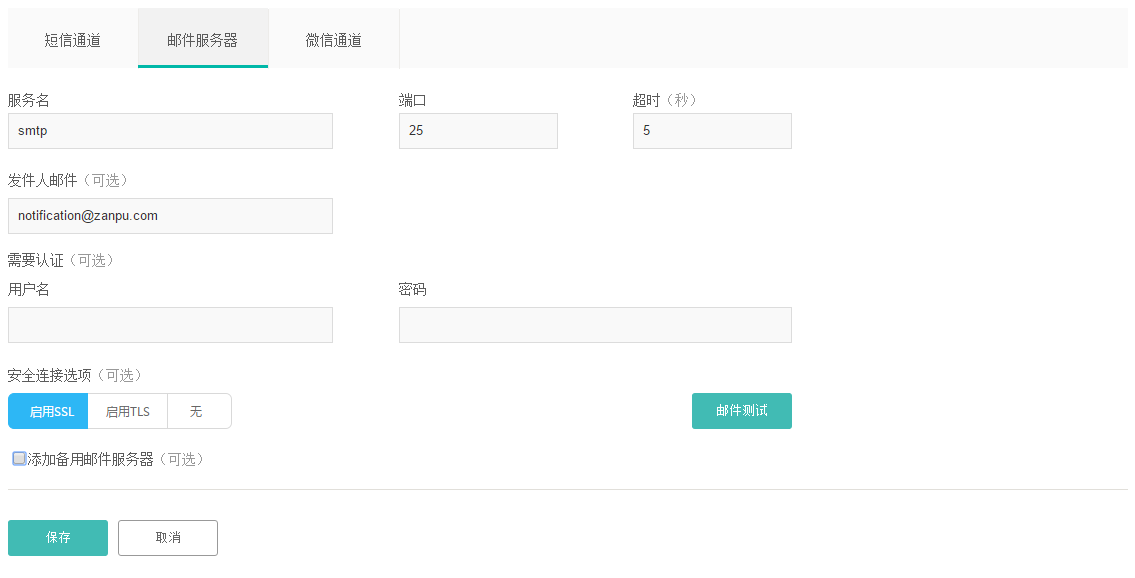 短信通道 邮件服务器 微信通道
服务名 端口 超时（秒）
smtp 25 5
发件人邮件（可选）
notification@zanpu.com
需要认证（可选）
用户名 密码
安全连接选项（可选）
启用SSL 启用TLS 无 邮件测试
添加备用邮件服务器（可选）
保存 取消